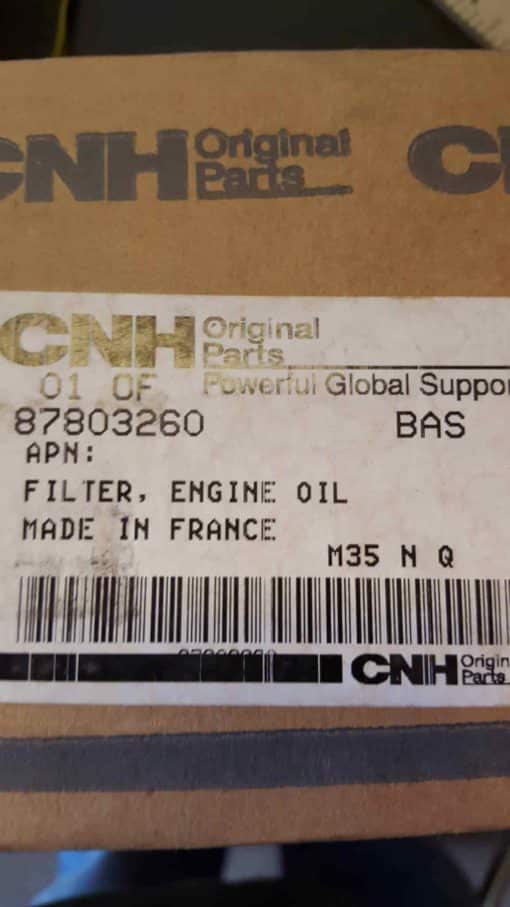 CNH Original
Parts
CNH Original
Parts
01 OF Powerful Global Suppor
87803260 BAS
APN:
FILTER, ENGINE OIL
MADE IN FRANCE
M35 N Q
CNH Origin
Parts